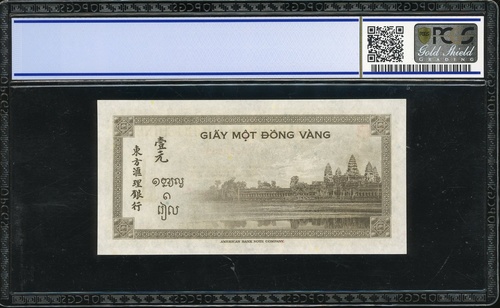 PCGS
Gold Shield
GRADING
GIẤY MỘT ĐỒNG VÀNG
壹元
東方滙理銀行
AMERICAN BANK NOTE COMPANY